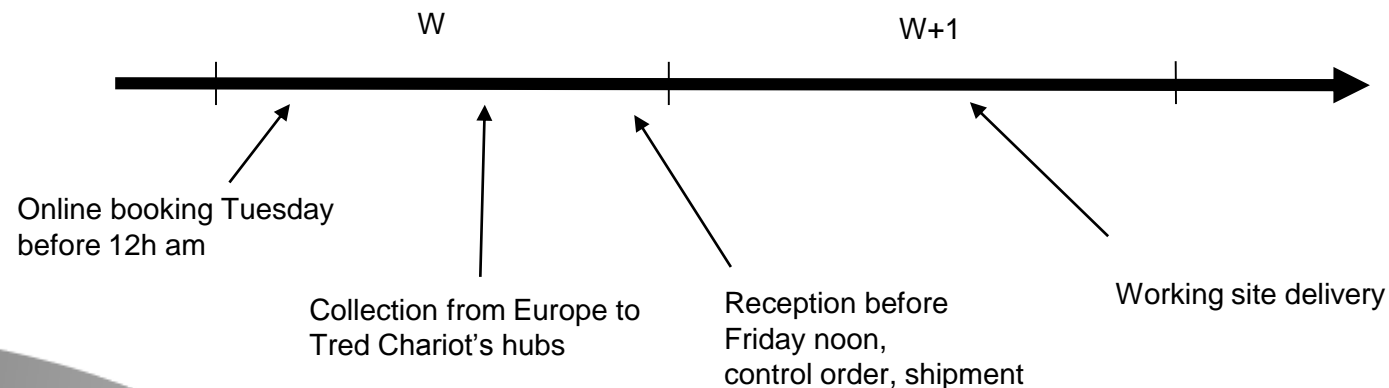 W
W+1
Online booking Tuesday
before 12h am
Collection from Europe to
Tred Chariot's hubs
Reception before
Friday noon,
control order, shipment
Working site delivery